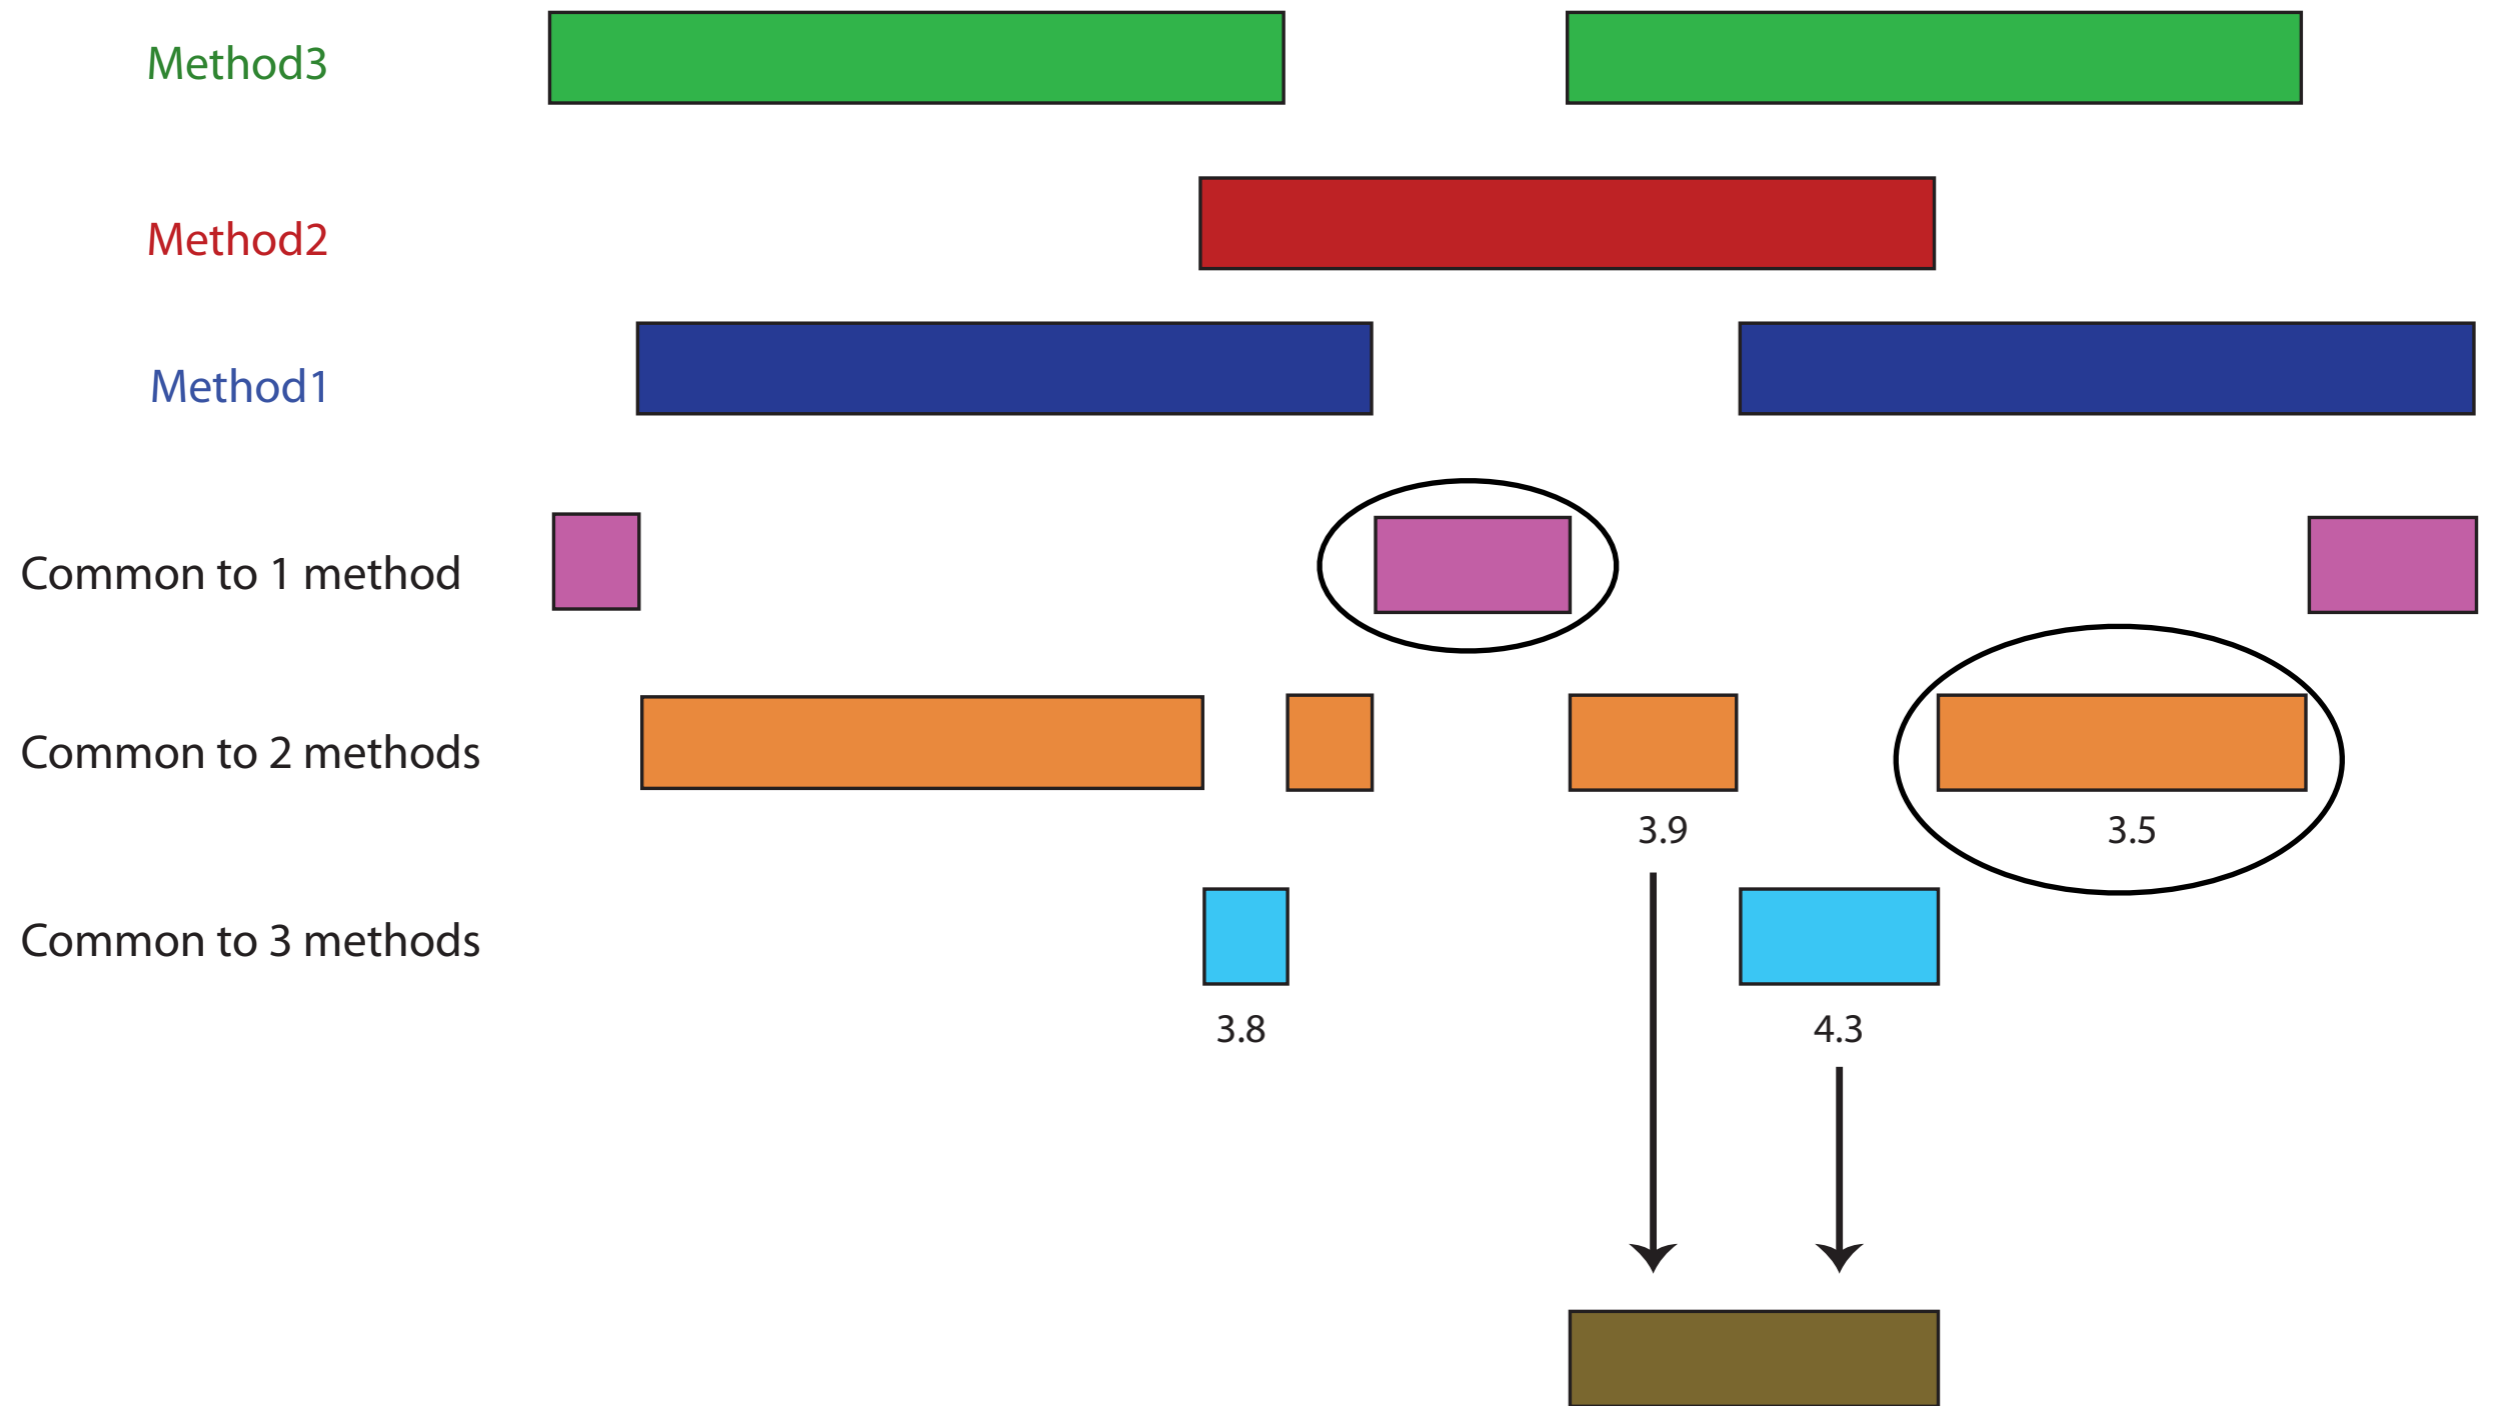 Method3
Method2
Method1
Common to 1 method
Common to 2 methods
3.9
3.5
Common to 3 methods
3.8
4.3